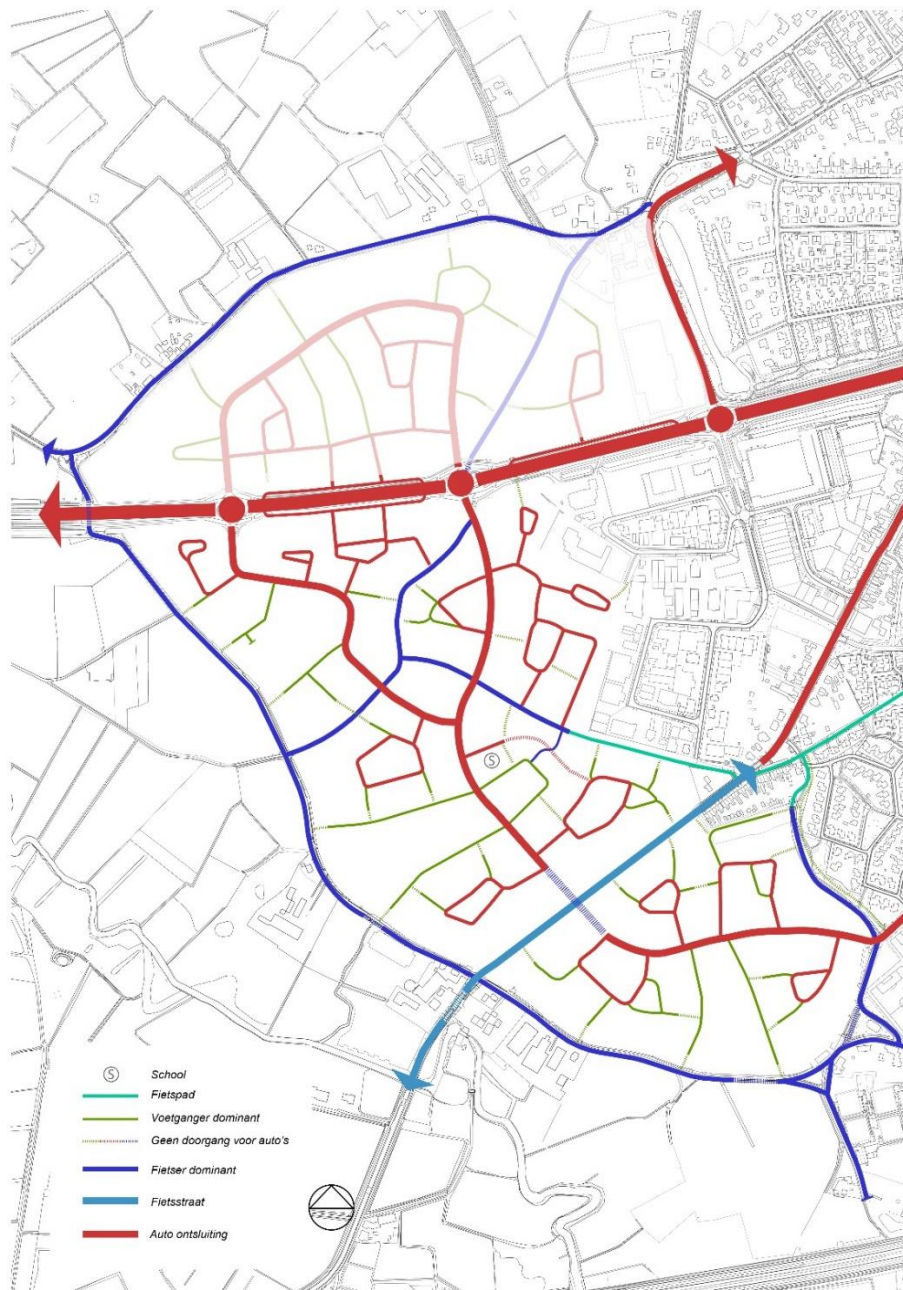 S
S
School
Fietspad
Voetganger dominant
Geen doorgang voor auto's
Fietser dominant
Fietsstraat
Auto ontsluiting